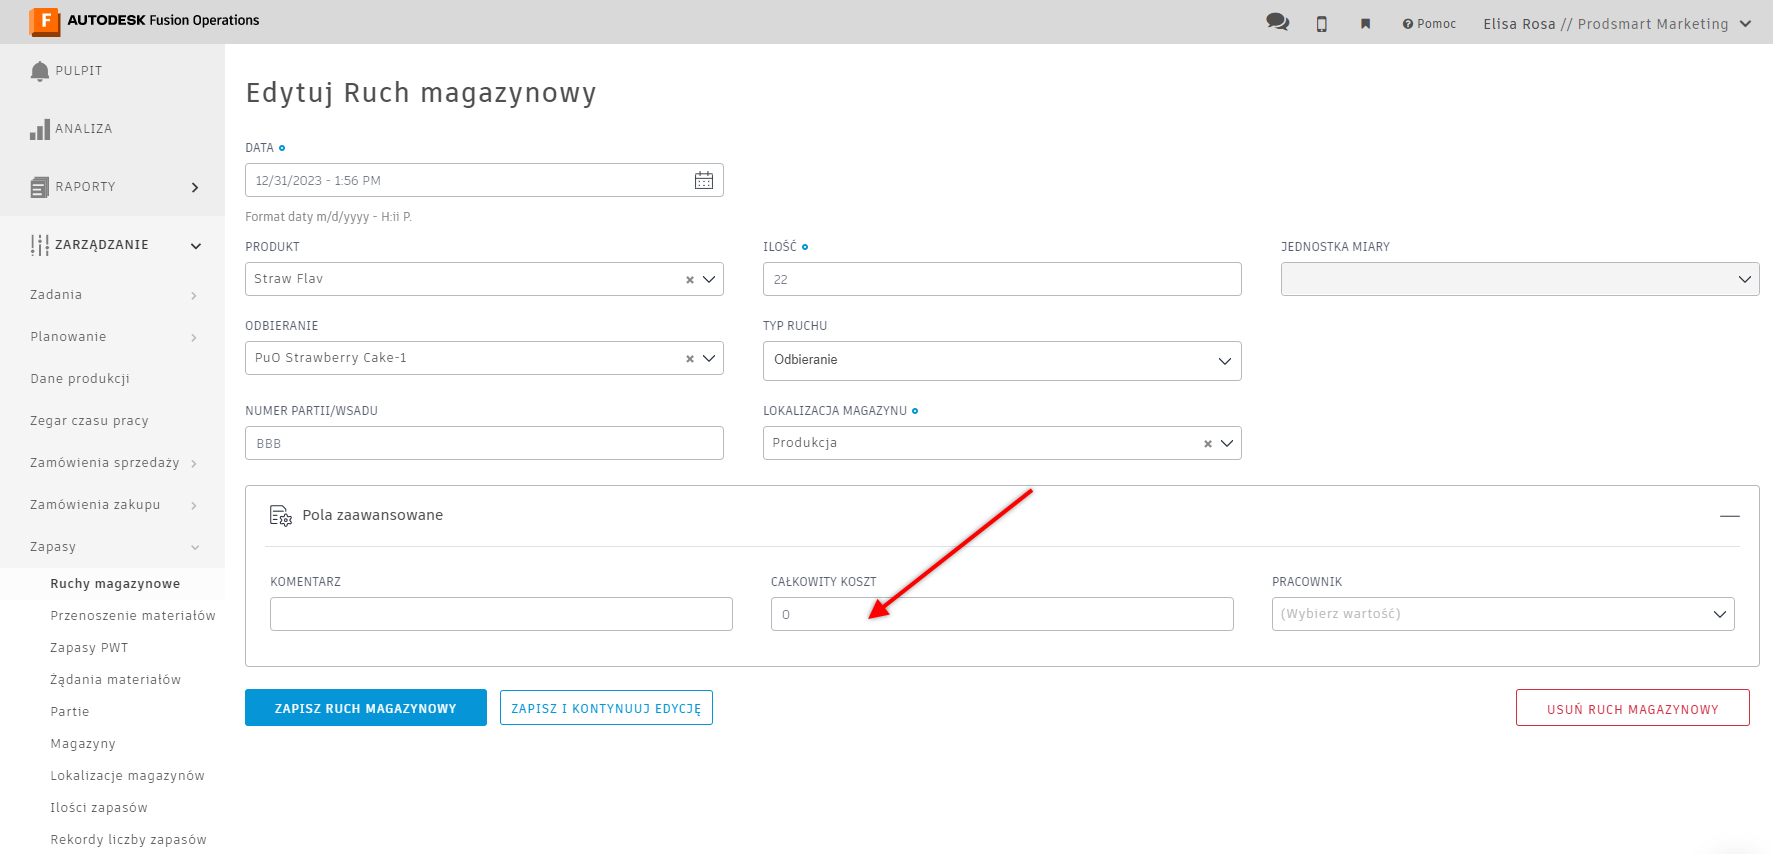 AUTODESK Fusion Operations
Pomoc
Elisa Rosa // Prodsmart Marketing
PULPIT
ANALIZA
RAPORTY
ZARZĄDZANIE
Zadania
Planowanie
Dane produkcji
Zegar czasu pracy
Zamówienia sprzedaży
Zamówienia zakupu
Zapasy
Ruchy magazynowe
Przenoszenie materiałów
Zapasy PWT
Żądania materiałów
Partie
Magazyny
Lokalizacje magazynów
Ilości zapasów
Rekordy liczby zapasów
Edytuj Ruch magazynowy
DATA
12/31/2023 - 1:56 PM
Format daty m/d/yyyy - H:ii P.
PRODUKT
Straw Flav
ILOŚĆ
22
JEDNOSTKA MIARY
ODBIERANIE
PuO Strawberry Cake-1
TYP RUCHU
Odbieranie
NUMER PARTII/WSADU
BBB
LOKALIZACJA MAGAZYNU
Produkcja
Pola zaawansowane
KOMENTARZ
CAŁKOWITY KOSZT
0
PRACOWNIK
(Wybierz wartość)
ZAPISZ RUCH MAGAZYNOWY
ZAPISZ I KONTYNUUJ EDYCJĘ
USUŃ RUCH MAGAZYNOWY